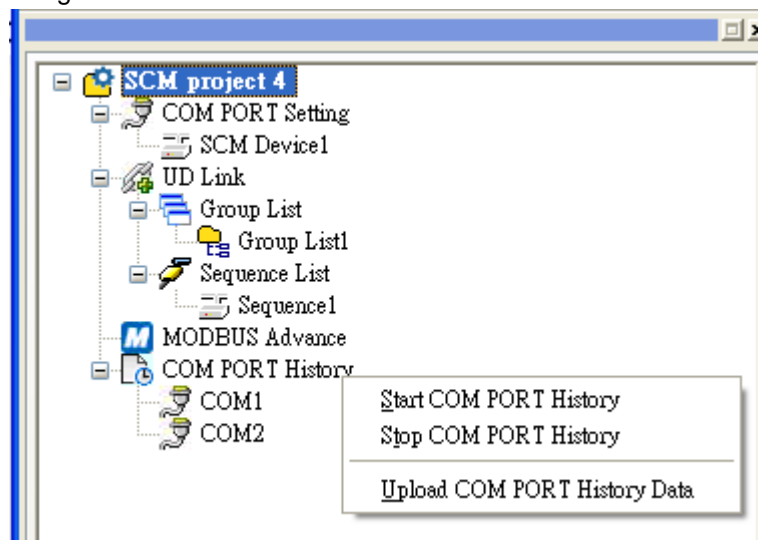 SCM project 4
COM PORT Setting
SCM Device1
UD Link
Group List
Group List1
Sequence List
Sequence1
MODBUS Advance
COM PORT History
COM1
COM2
Start COM PORT History
Stop COM PORT History
Upload COM PORT History Data